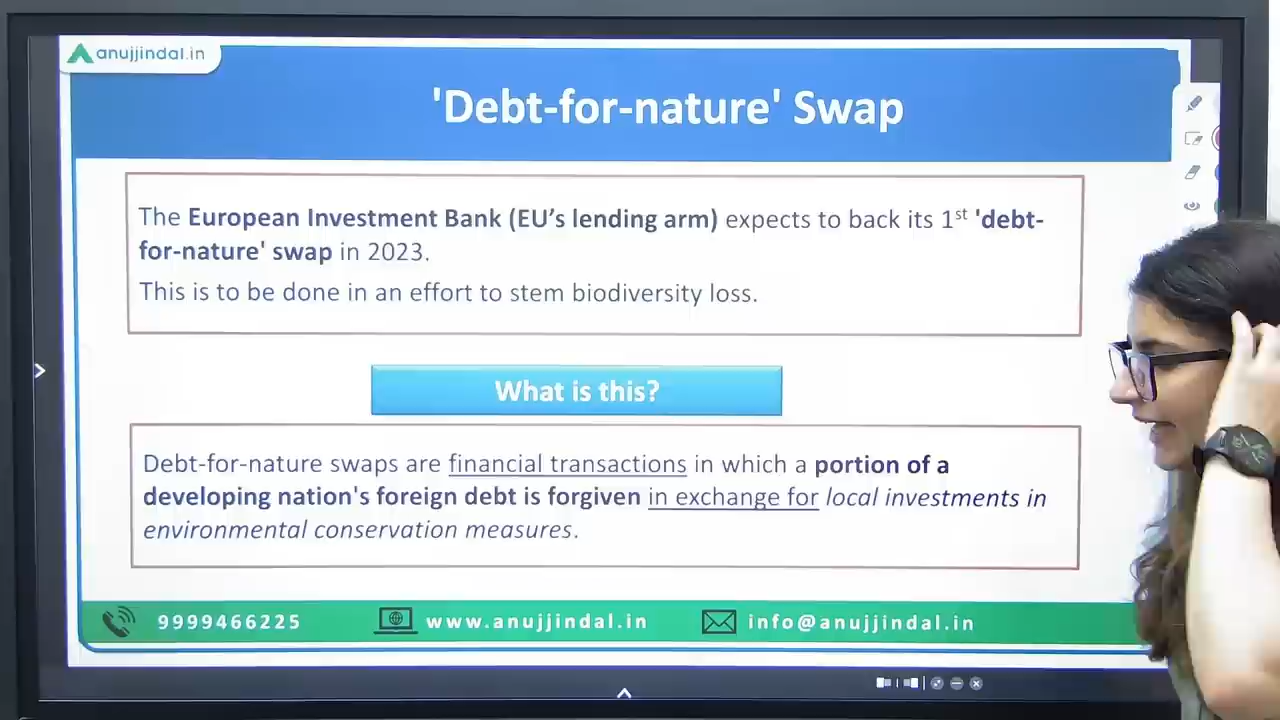 anujjindal.in
'Debt-for-nature' Swap
The European Investment Bank (EU’s lending arm) expects to back its 1st 'debt-
for-nature' swap in 2023.
This is to be done in an effort to stem biodiversity loss.
What is this?
Debt-for-nature swaps are financial transactions in which a portion of a
developing nation's foreign debt is forgiven in exchange for local investments in
environmental conservation measures.
9999466225 www.anujjindal.in info@anujjindal.in